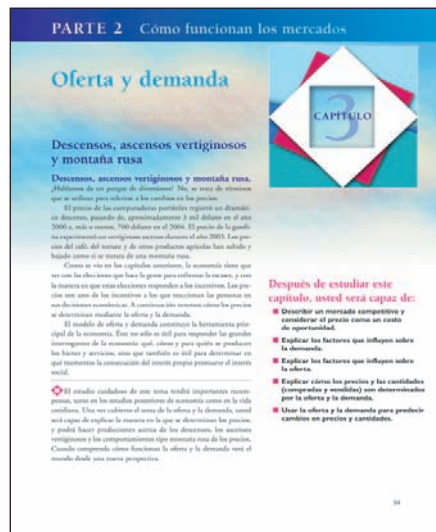 PARTE 2 Cómo funcionan los mercados
Oferta y demanda
CAPÍTULO
3
Descensos, ascensos vertiginosos
y montaña rusa
Descensos, ascensos vertiginosos y montaña rusa.
¿Hablamos de un parque de diversiones? No, se trata de términos
que se utilizan para referirse a los cambios en los precios.
El precio de las computadoras portátiles registró un dramáti-
co descenso, pasando de, aproximadamente 3 mil dólares en el año
2000 a, más o menos, 700 dólares en el 2004. El precio de la gasoli-
na experimentó un vertiginoso ascenso durante el año 2003. Los pre-
cios del café, del tomate y de otros productos agrícolas han subido y
bajado como si se tratara de una montaña rusa.
Como se vio en los capítulos anteriores, la economía tiene que
ver con las elecciones que hace la gente para enfrentar la escasez, y con
la manera en que estas elecciones responden a los incentivos. Los pre-
cios son uno de los incentivos a los que reaccionan las personas en
sus decisiones económicas. A continuación veremos cómo los precios
se determinan mediante la oferta y la demanda.
El modelo de oferta y demanda constituye la herramienta princi-
pal de la economía. Éste no sólo es útil para responder las grandes
interrogantes de la economía: qué, cómo y para quién se producen
los bienes y servicios, sino que también es útil para determinar en
qué momentos la consecución del interés propio promueve el interés
social.
El estudio cuidadoso de este tema tendrá importantes recom-
pensas, tanto en los estudios posteriores de economía como en la vida
cotidiana. Una vez cubierto el tema de la oferta y la demanda, usted
será capaz de explicar la manera en la que se determinan los precios,
y podrá hacer predicciones acerca de los descensos, los ascensos
vertiginosos y los comportamientos tipo montaña rusa de los precios.
Cuando comprenda cómo funcionan la oferta y la demanda verá el
mundo desde una nueva perspectiva.
Después de estudiar este
capítulo, usted será capaz de:
Describir un mercado competitivo y
considerar el precio como un costo
de oportunidad.
Explicar los factores que influyen sobre
la demanda.
Explicar los factores que influyen sobre
la oferta.
Explicar cómo los precios y las cantidades
(compradas y vendidas) son determinados
por la oferta y la demanda.
Usar la oferta y la demanda para predecir
cambios en precios y cantidades.